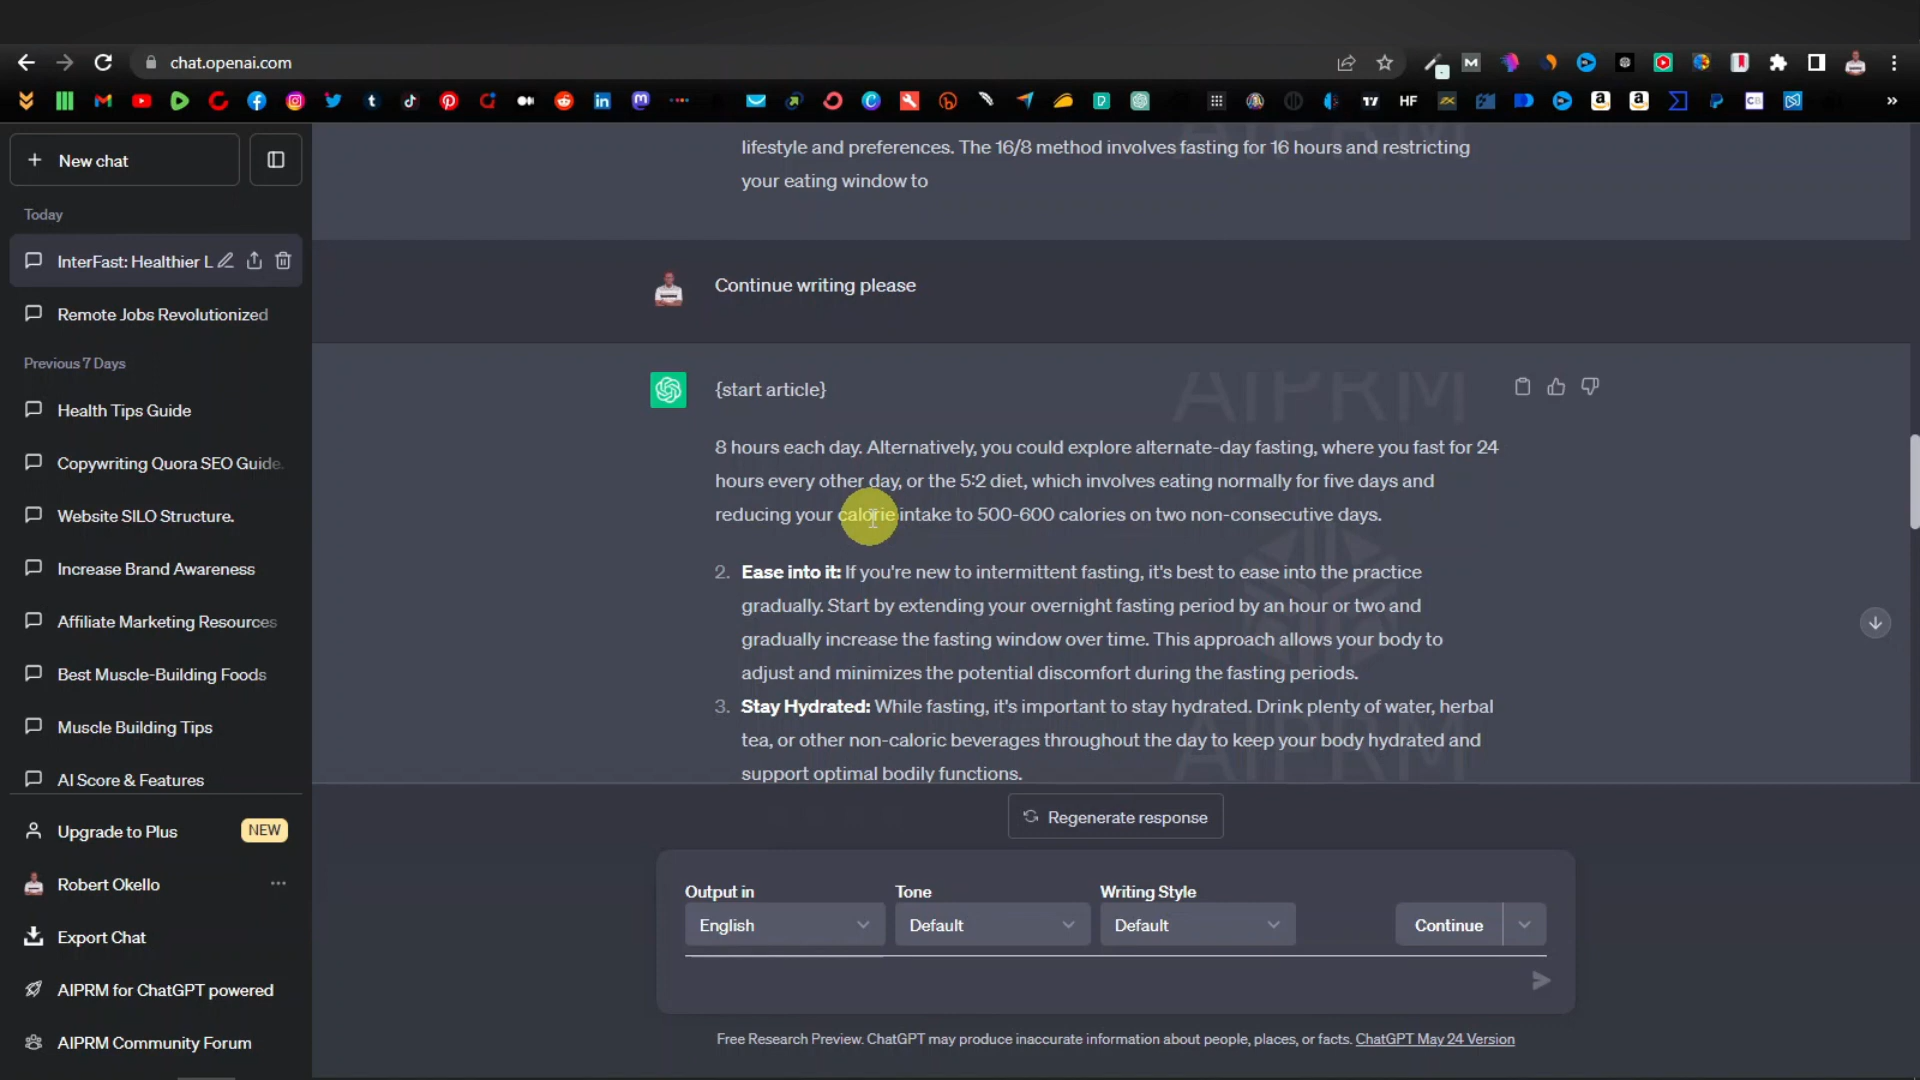 chat.openai.com
HF
New chat
Today
InterFast: Healthier L
Remote Jobs Revolutionized
Previous 7 Days
Health Tips Guide
Copywriting Quora SEO Guide.
Website SILO Structure.
Increase Brand Awareness
Affiliate Marketing Resources
Best Muscle-Building Foods
Muscle Building Tips
AI Score & Features
Upgrade to Plus
NEW
Robert Okello
Export Chat
AIPRM for ChatGPT powered
AIPRM Community Forum
lifestyle and preferences. The 16/8 method involves fasting for 16 hours and restricting
your eating window to
Continue writing please
{start article}
AIPRM
8 hours each day. Alternatively, you could explore alternate-day fasting, where you fast for 24
hours every other day, or the 5:2 diet, which involves eating normally for five days and
reducing your calorie intake to 500-600 calories on two non-consecutive days.
2. Ease into it: If you're new to intermittent fasting, it's best to ease into the practice
gradually. Start by extending your overnight fasting period by an hour or two and
gradually increase the fasting window over time. This approach allows your body to
adjust and minimizes the potential discomfort during the fasting periods.
3. Stay Hydrated: While fasting, it's important to stay hydrated. Drink plenty of water, herbal
tea, or other non-caloric beverages throughout the day to keep your body hydrated and
support optimal bodily functions.
AIPRM
Regenerate response
Output in
Tone
Writing Style
English
Default
Default
Continue
Free Research Preview. ChatGPT may produce inaccurate information about people, places, or facts. ChatGPT May 24 Version